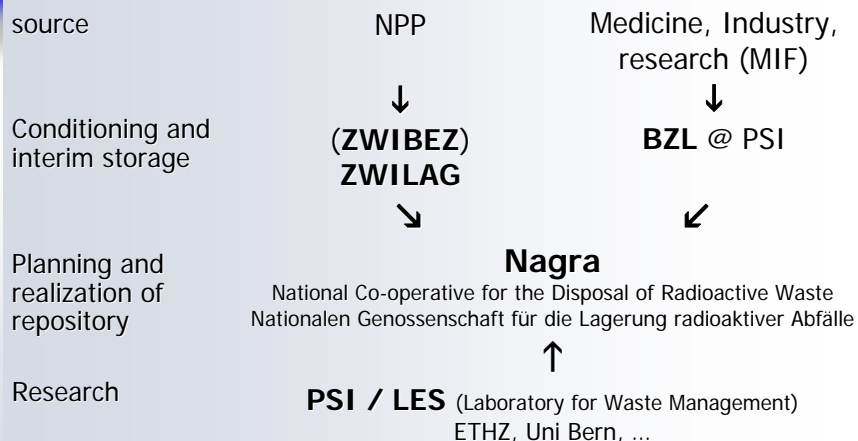 source
NPP
Medicine, Industry,
research (MIF)
↓
↓
Conditioning and
interim storage
(ZWIBEZ)
ZWILAG
BZL @ PSI
↘
↙
Planning and
realization of
repository
Nagra
National Co-operative for the Disposal of Radioactive Waste
Nationalen Genossenschaft für die Lagerung radioaktiver Abfälle
↑
Research
PSI / LES (Laboratory for Waste Management)
ETHZ, Uni Bern, ...